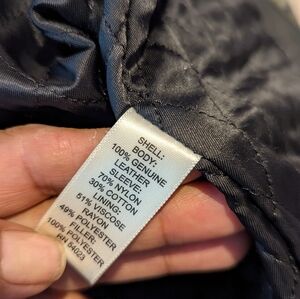 SHELL:
BODY:
100% GENUINE
LEATHER
SLEEVE:
70% NYLON
30% COTTON
LINING:
51% VISCOSE
RAYON
49% POLYESTER
FILLER:
100% POLYESTER
RN 54023